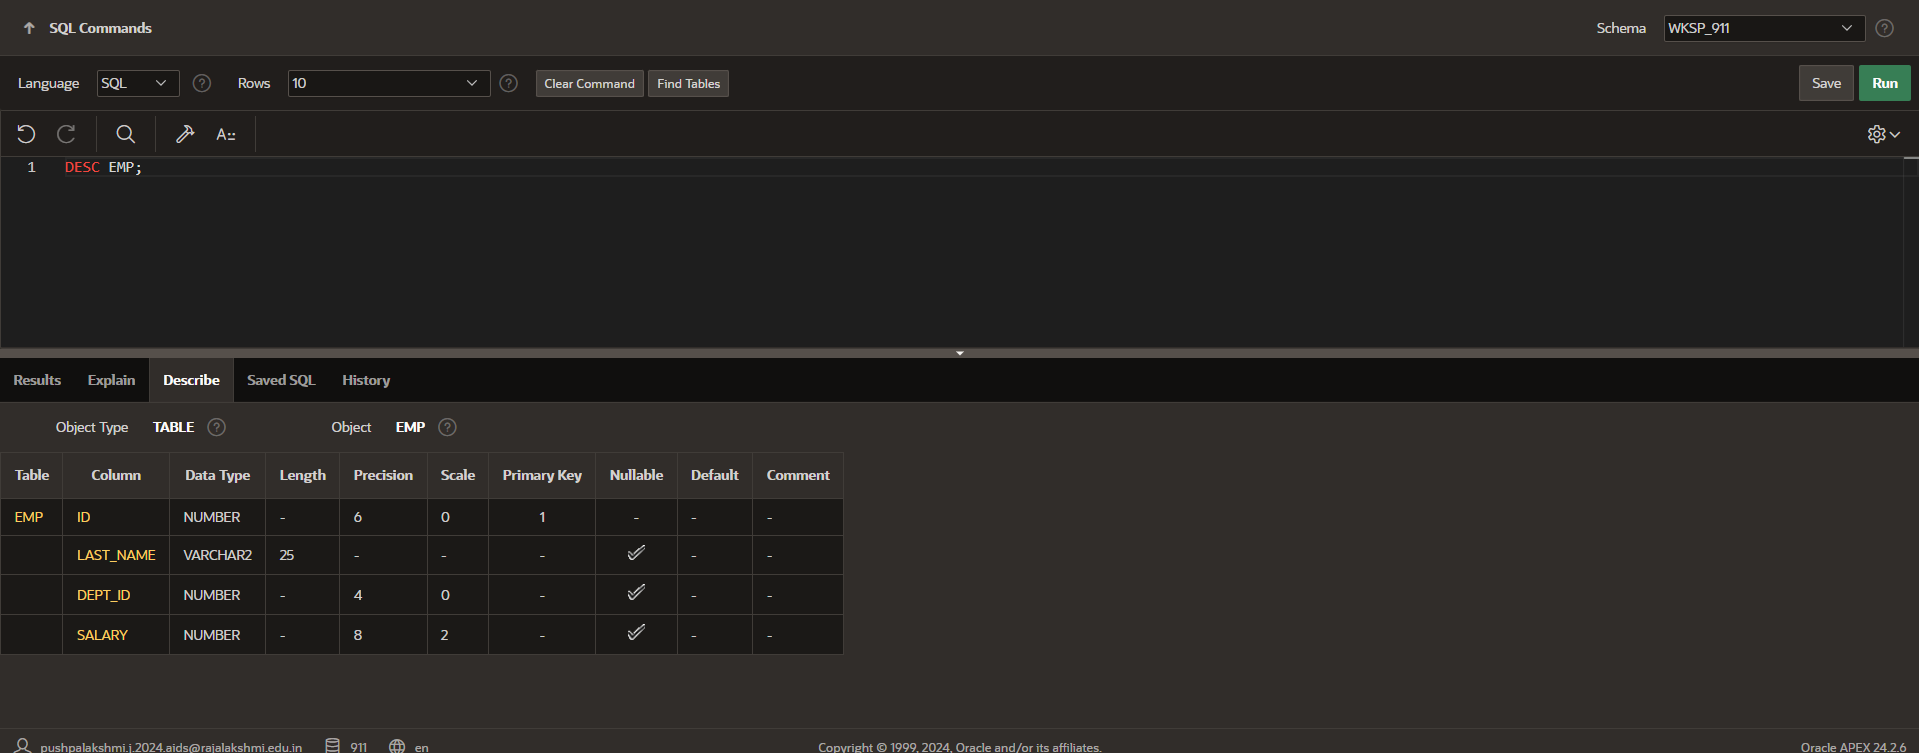 SQL Commands Schema WKSP_911 ?
Language SQL ? Rows 10 ? Clear Command Find Tables Save Run
A::
1 DESC EMP;
Results Explain Describe Saved SQL History
Object Type TABLE ? Object EMP ?
Table Column Data Type Length Precision Scale Primary Key Nullable Default Comment
EMP ID NUMBER - 6 0 1 - - -
LAST_NAME VARCHAR2 25 - - - - -
DEPT_ID NUMBER - 4 0 - - -
SALARY NUMBER - 8 2 - - -
pushpalakshmi.j.2024.aids@rajalakshmi.edu.in 911 en Copyright © 1999, 2024, Oracle and/or its affiliates. Oracle APEX 24.2.6